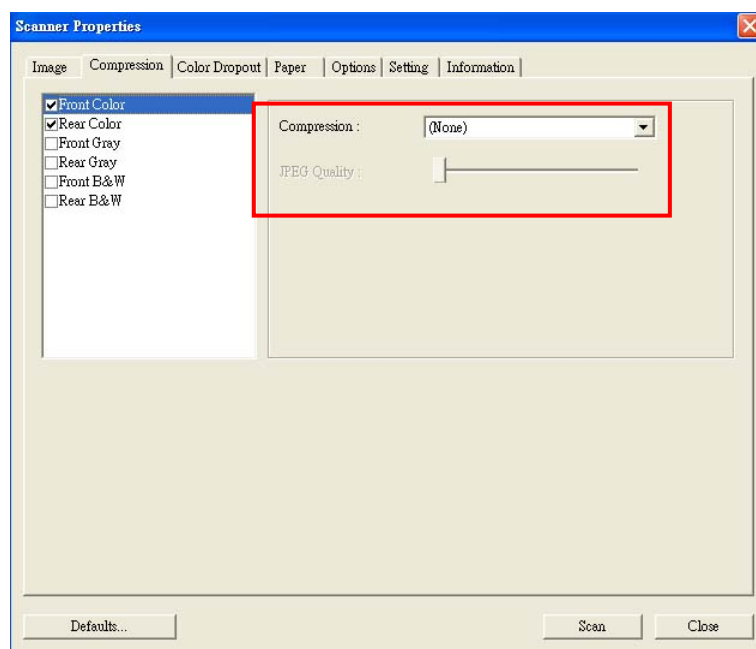 Scanner Properties
Image Compression Color Dropout Paper Options Setting Information
Front Color
Rear Color
Front Gray
Rear Gray
Front B&W
Rear B&W
Compression : (None)
JPEG Quality :
Defaults... Scan Close